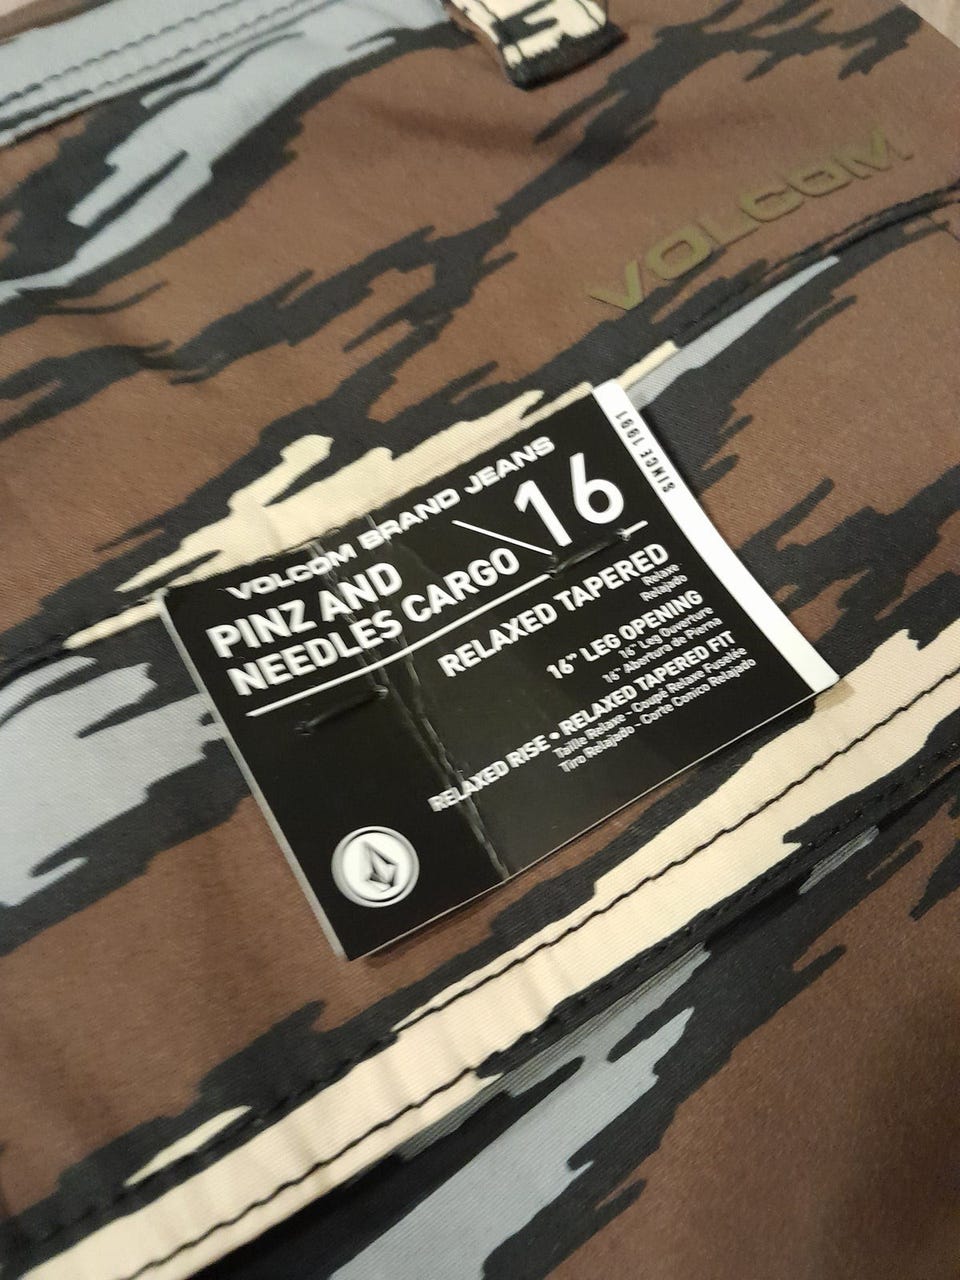 VOLCOM
SINCE 1991
VOLCOM BRAND JEANS
PINZ AND
NEEDLES CARGO \16
RELAXED TAPERED
Relaxe
Relajado
16" LEG OPENING
16" Leg Ouverture
16" Abertura de Pierna
RELAXED RISE • RELAXED TAPERED FIT
Taille Relaxe - Coupe Relaxe Fuselée
Tiro Relajado - Corte Conico Relajado